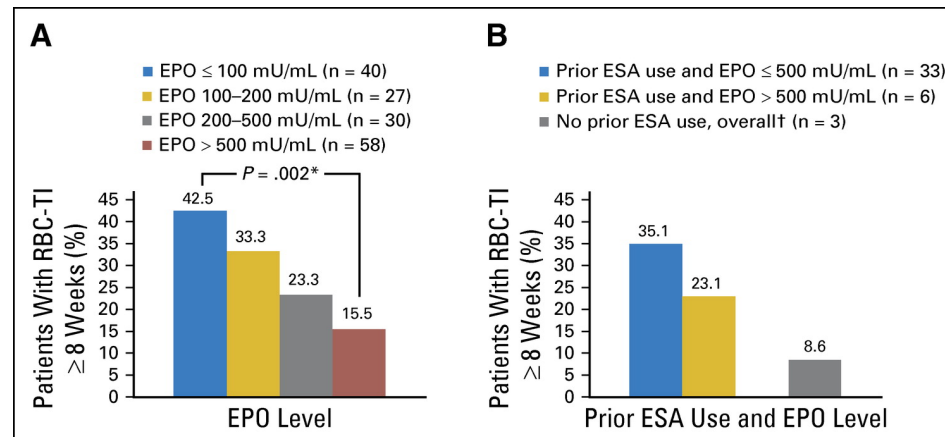 A
EPO ≤ 100 mU/mL (n = 40)
EPO 100–200 mU/mL (n = 27)
EPO 200–500 mU/mL (n = 30)
EPO > 500 mU/mL (n = 58)
P = .002*
Patients With RBC-TI
≥ 8 Weeks (%)
45
40
35
30
25
20
15
10
5
0
42.5
33.3
23.3
15.5
EPO Level
B
Prior ESA use and EPO ≤ 500 mU/mL (n = 33)
Prior ESA use and EPO > 500 mU/mL (n = 6)
No prior ESA use, overall† (n = 3)
Patients With RBC-TI
≥ 8 Weeks (%)
45
40
35
30
25
20
15
10
5
0
35.1
23.1
8.6
Prior ESA Use and EPO Level